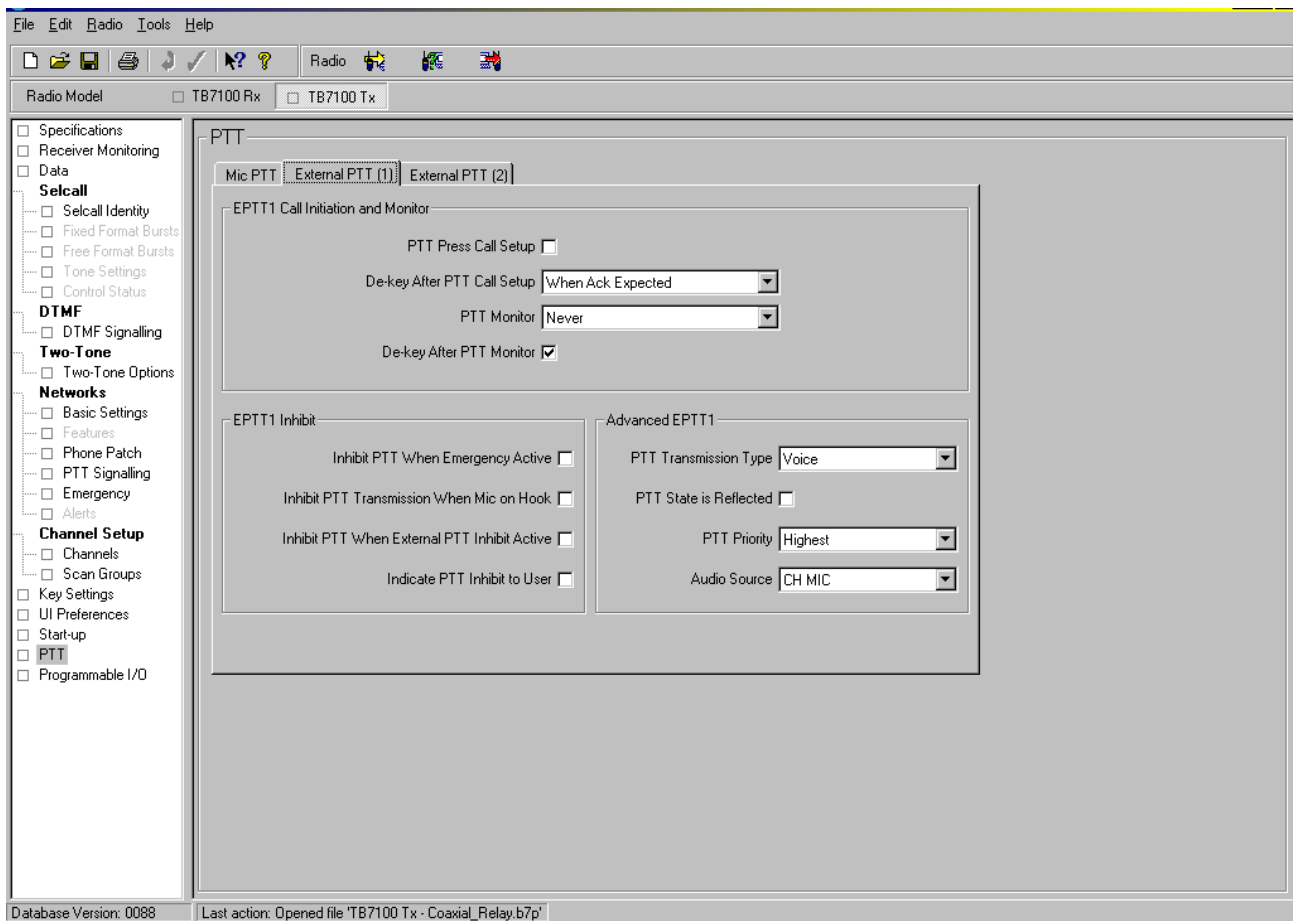 File Edit Radio Tools Help
Radio
Radio Model TB7100 Rx TB7100 Tx
Specifications
Receiver Monitoring
Data
Selcall
Selcall Identity
Fixed Format Bursts
Free Format Bursts
Tone Settings
Control Status
DTMF
DTMF Signalling
Two-Tone
Two-Tone Options
Networks
Basic Settings
Features
Phone Patch
PTT Signalling
Emergency
Alerts
Channel Setup
Channels
Scan Groups
Key Settings
UI Preferences
Start-up
PTT
Programmable I/O
PTT
Mic PTT External PTT (1) External PTT (2)
EPTT1 Call Initiation and Monitor
PTT Press Call Setup
De-key After PTT Call Setup When Ack Expected
PTT Monitor Never
De-key After PTT Monitor
EPTT1 Inhibit
Inhibit PTT When Emergency Active
Inhibit PTT Transmission When Mic on Hook
Inhibit PTT When External PTT Inhibit Active
Indicate PTT Inhibit to User
Advanced EPTT1
PTT Transmission Type Voice
PTT State is Reflected
PTT Priority Highest
Audio Source CH MIC
Database Version: 0088 Last action: Opened file 'TB7100 Tx - Coaxial_Relay.b7p'